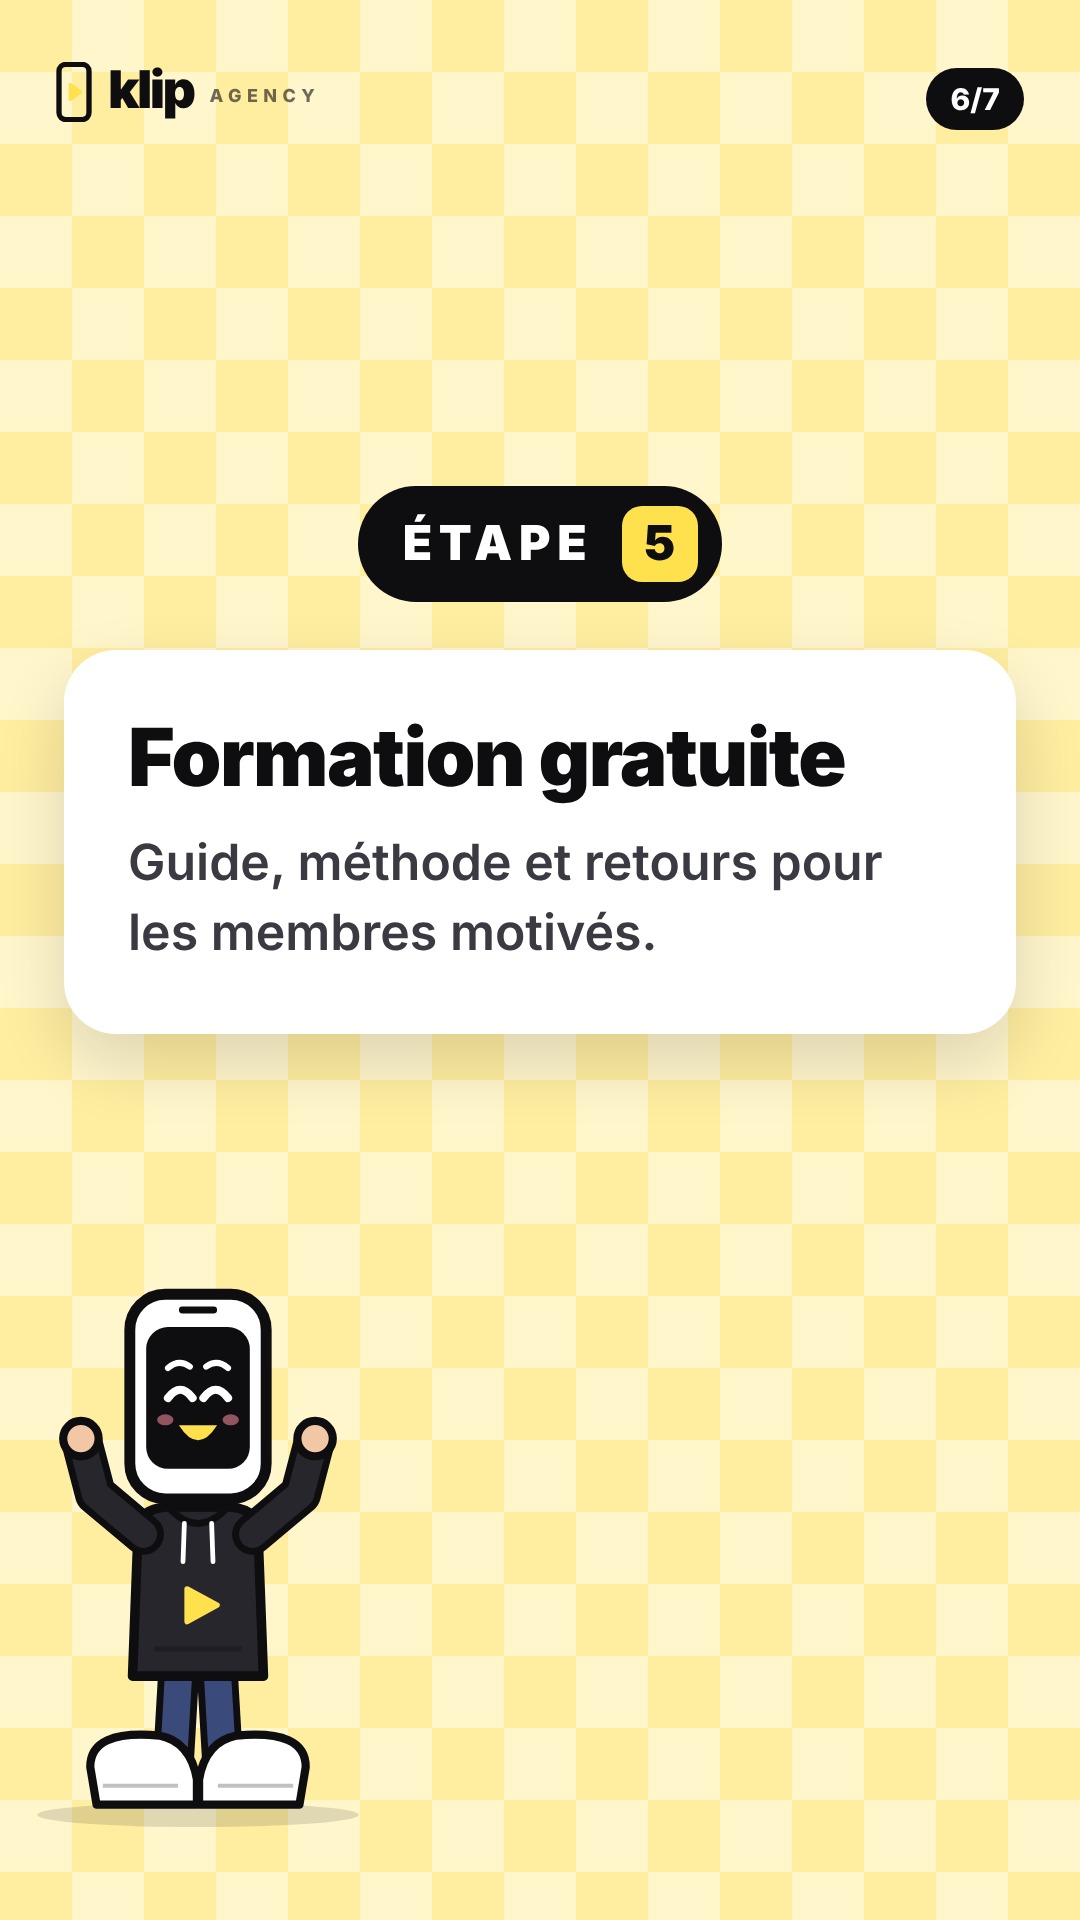 klip AGENCY
6/7
ÉTAPE 5
Formation gratuite
Guide, méthode et retours pour
les membres motivés.